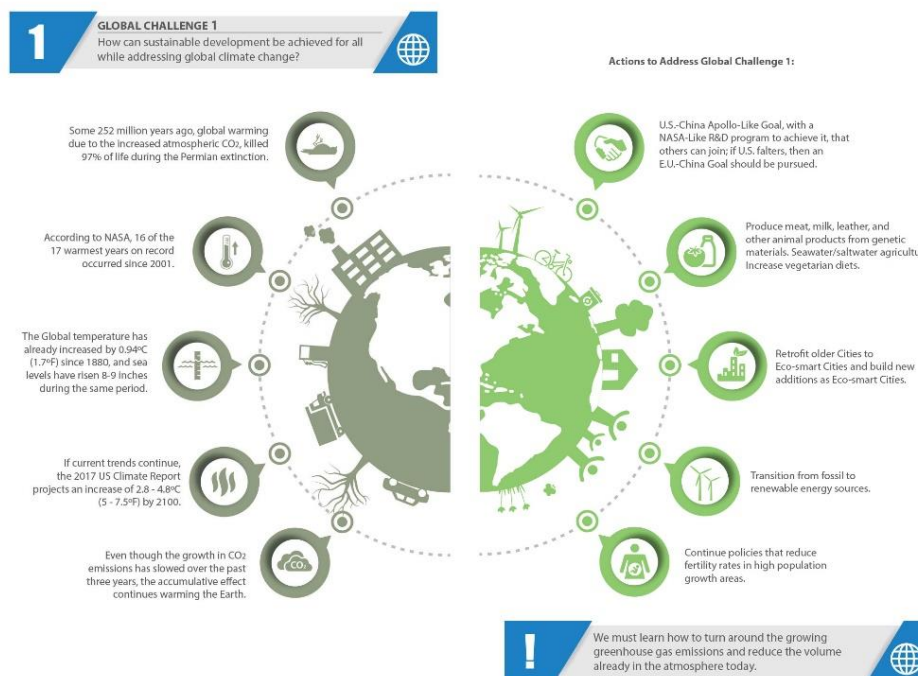 1
GLOBAL CHALLENGE 1
How can sustainable development be achieved for all
while addressing global climate change?
Some 252 million years ago, global warming
due to the increased atmospheric CO₂, killed
97% of life during the Permian extinction.
According to NASA, 16 of the
17 warmest years on record
occurred since 2001.
The Global temperature has
already increased by 0.94ºC
(1.7ºF) since 1880, and sea
levels have risen 8-9 inches
during the same period.
If current trends continue,
the 2017 US Climate Report
projects an increase of 2.8 - 4.8ºC
(5 - 7.5ºF) by 2100.
Even though the growth in CO₂
emissions has slowed over the past
three years, the accumulative effect
continues warming the Earth.
CO₂
Actions to Address Global Challenge 1:
U.S.-China Apollo-Like Goal, with a
NASA-Like R&D program to achieve it, that
others can join; if U.S. falters, then an
E.U.-China Goal should be pursued.
Produce meat, milk, leather, and
other animal products from genetic
materials. Seawater/saltwater agricultu
Increase vegetarian diets.
Retrofit older Cities to
Eco-smart Cities and build new
additions as Eco-smart Cities.
Transition from fossil to
renewable energy sources.
Continue policies that reduce
fertility rates in high population
growth areas.
!
We must learn how to turn around the growing
greenhouse gas emissions and reduce the volume
already in the atmosphere today.